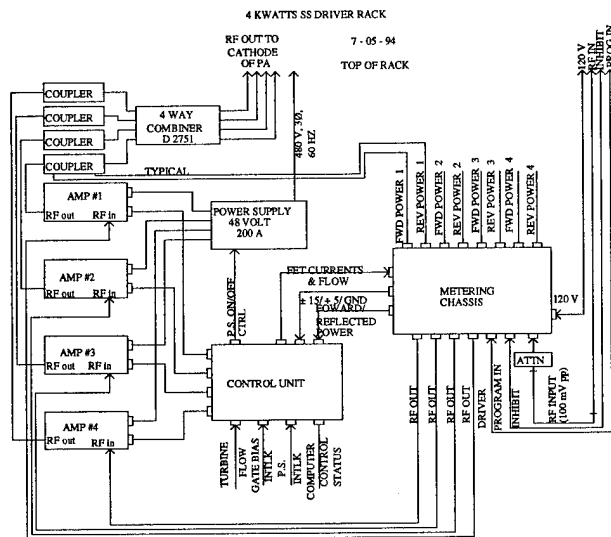 4 KWATTS SS DRIVER RACK
7 - 05 - 94
TOP OF RACK
RF OUT TO
CATHODE
OF PA
COUPLER
COUPLER
COUPLER
COUPLER
4 WAY
COMBINER
D 2751
480 V, 3Ø,
60 HZ
120 V
RF IN
INHIBIT
PROG IN
TYPICAL
AMP #1
RF out
RF in
AMP #2
RF out
RF in
AMP #3
RF out
RF in
AMP #4
RF out
RF in
POWER SUPPLY
48 VOLT
200 A
P.S. ON/OFF
CTRL
FWD POWER 1
REV POWER 1
FWD POWER 2
REV POWER 2
FWD POWER 3
REV POWER 3
FWD POWER 4
REV POWER 4
FET CURRENTS
& FLOW
± 15/+ 5/ GND
FOWARD/
REFLECTED
POWER
METERING
CHASSIS
120 V
ATTN
CONTROL UNIT
TURBINE
FLOW
GATE BIAS
INTLK
P.S.
INTLK
COMPUTER
CONTROL
STATUS
RF OUT
RF OUT
RF OUT
RF OUT
DRIVER
PROGRAM IN
INHIBIT
RF INPUT
(100 mV pp)